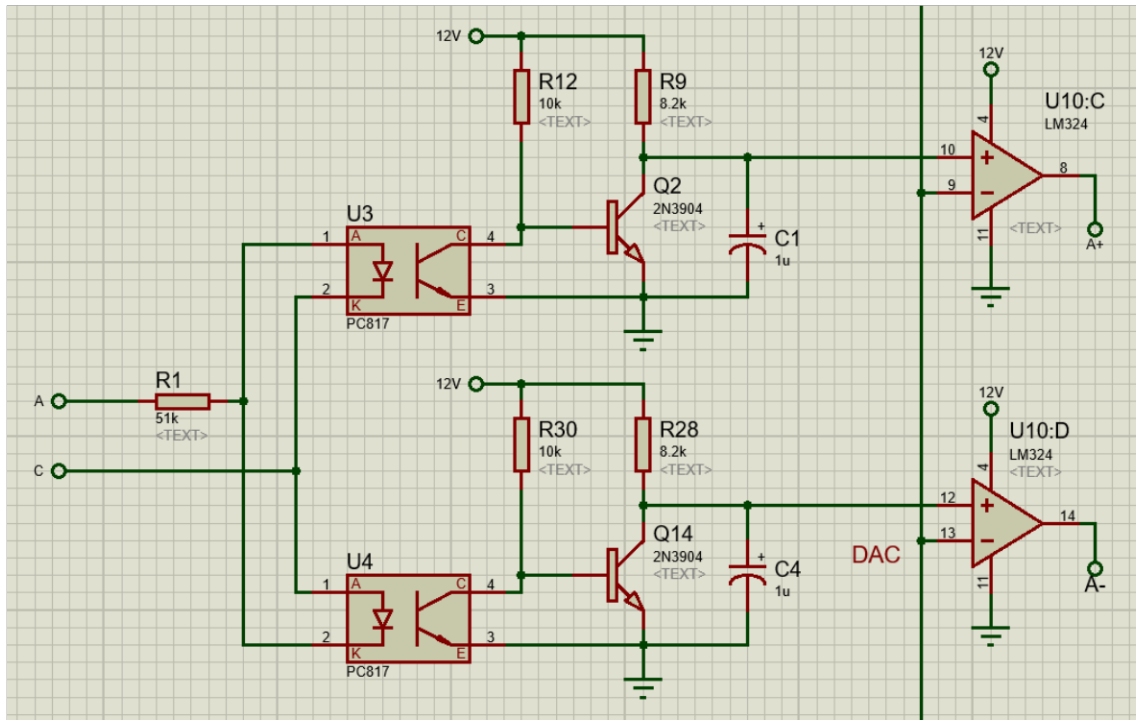 12V
R12
10k
<TEXT>
R9
8.2k
<TEXT>
12V
4
U10:C
LM324
10
+
9
−
8
11
<TEXT>
A+
Q2
2N3904
<TEXT>
+
C1
1u
U3
1
A
C
4
2
K
E
3
PC817
R1
A
51k
<TEXT>
C
12V
R30
10k
<TEXT>
R28
8.2k
<TEXT>
12V
4
U10:D
LM324
<TEXT>
12
+
13
−
14
11
A-
DAC
Q14
2N3904
<TEXT>
+
C4
1u
U4
1
A
C
4
2
K
E
3
PC817